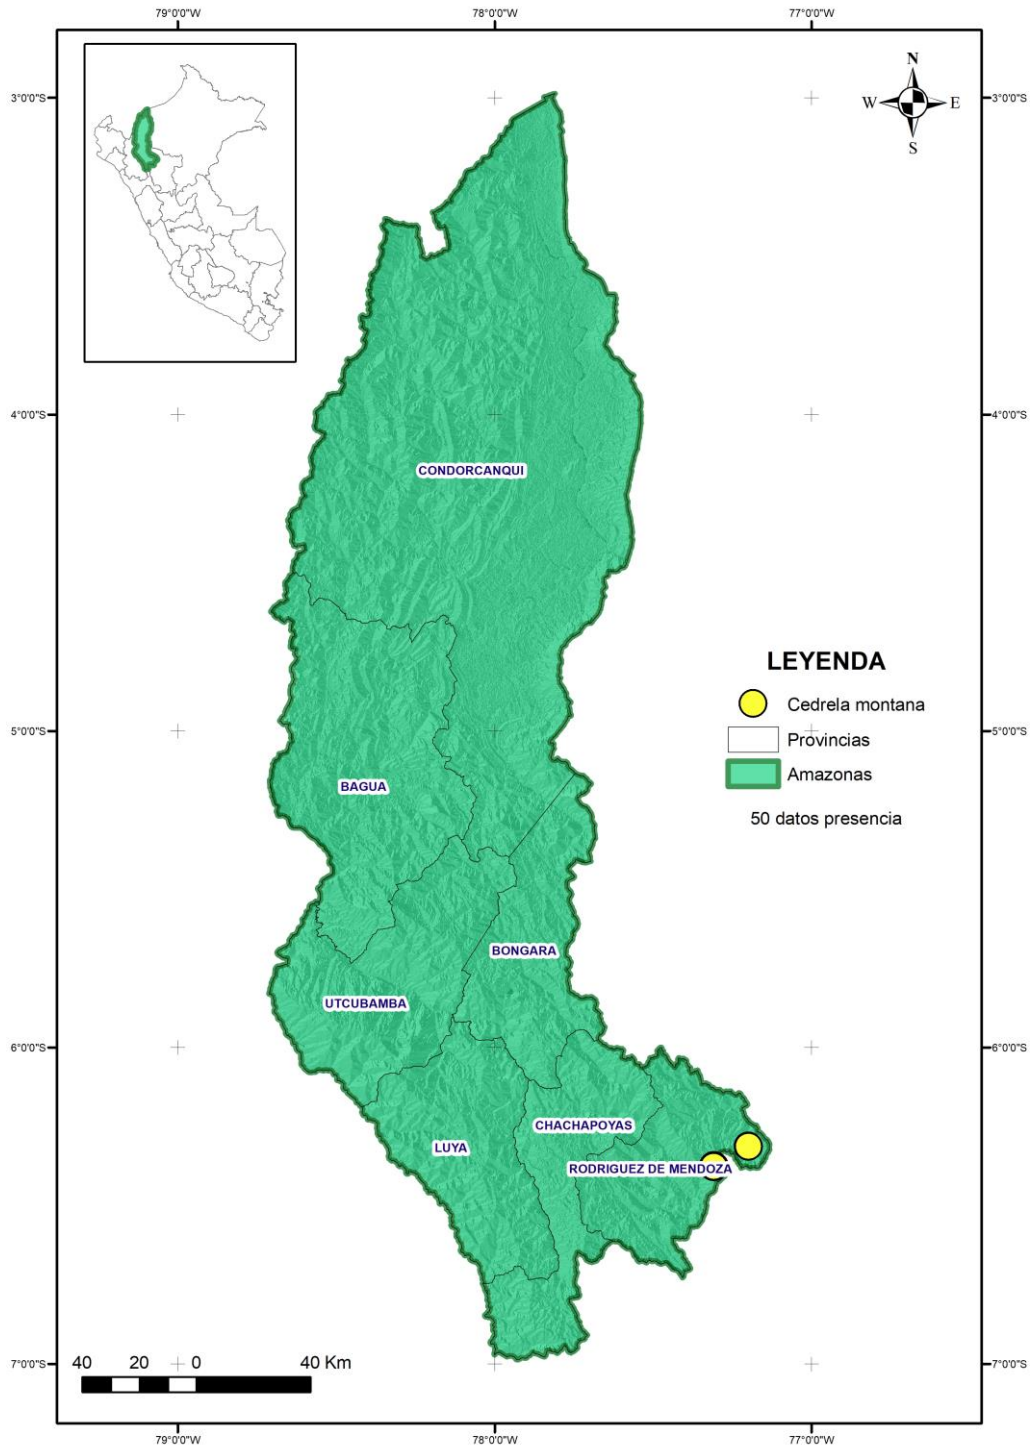 79°0'0"W 78°0'0"W 77°0'0"W
N
W E
S
3°0'0"S 3°0'0"S
4°0'0"S 4°0'0"S
CONDORCANQUI
LEYENDA
Cedrela montana
5°0'0"S Provincias 5°0'0"S
Amazonas
BAGUA
50 datos presencia
BONGARA
UTCUBAMBA
6°0'0"S 6°0'0"S
CHACHAPOYAS
LUYA
RODRIGUEZ DE MENDOZA
40 20 0 40 Km
7°0'0"S 7°0'0"S
79°0'0"W 78°0'0"W 77°0'0"W